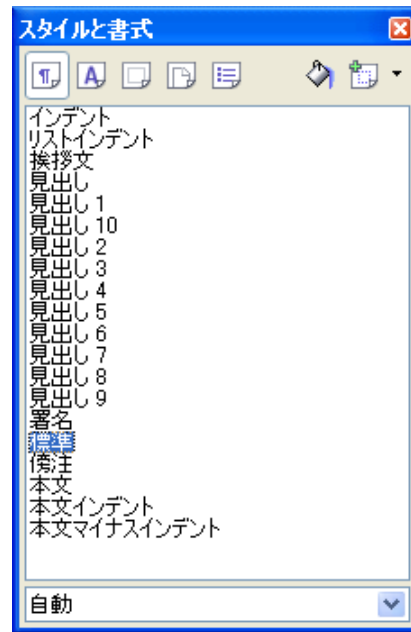 スタイルと書式
インデント
リストインデント
挨拶文
見出し
見出し 1
見出し 10
見出し 2
見出し 3
見出し 4
見出し 5
見出し 6
見出し 7
見出し 8
見出し 9
署名
標準
傍注
本文
本文インデント
本文マイナスインデント
自動